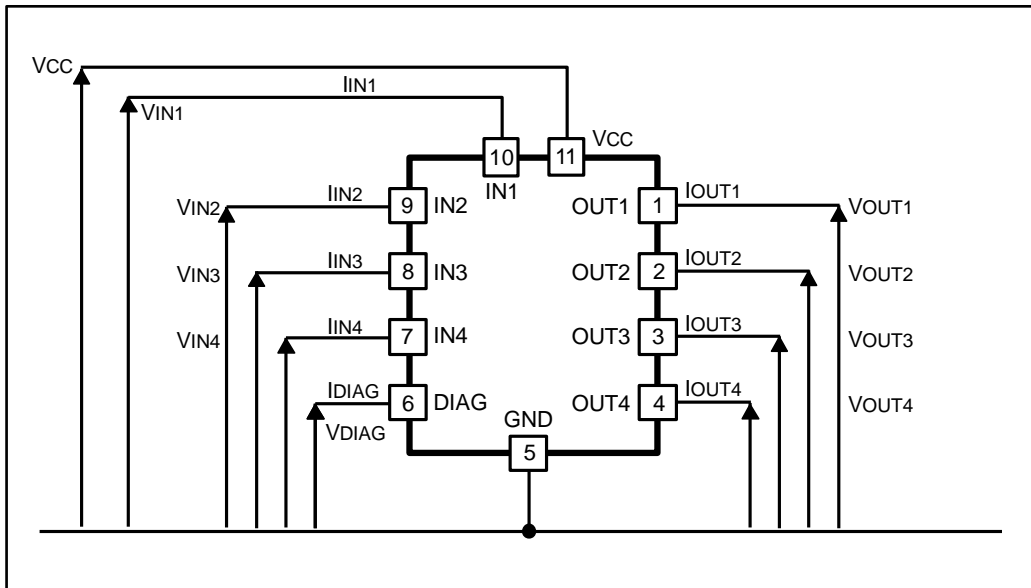 VCC
IIN1
VIN1
10
11
VCC
IN1
VIN2
IIN2
9
IN2
OUT1
1
IOUT1
VOUT1
VIN3
IIN3
8
IN3
OUT2
2
IOUT2
VOUT2
VIN4
IIN4
7
IN4
OUT3
3
IOUT3
VOUT3
IDIAG
6
DIAG
OUT4
4
IOUT4
VOUT4
VDIAG
GND
5